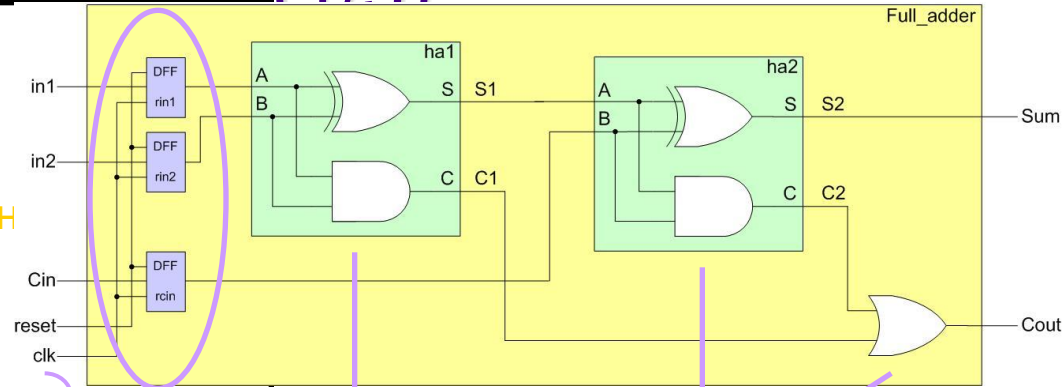 Full_adder
ha1
ha2
DFF
in1
rin1
A
B
S
S1
A
B
S
S2
Sum
DFF
in2
rin2
C
C1
C
C2
DFF
Cin
rcin
reset
clk
Cout
H